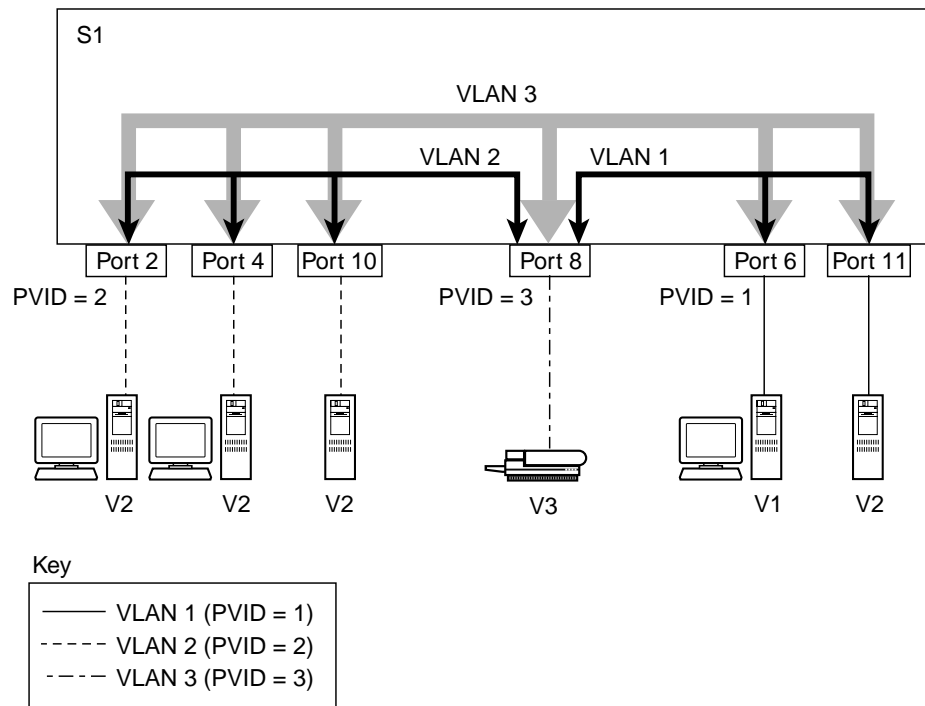 S1
VLAN 3
VLAN 2
VLAN 1
Port 2
Port 4
Port 10
Port 8
Port 6
Port 11
PVID = 2
PVID = 3
PVID = 1
V2
V2
V2
V3
V1
V2
Key
VLAN 1 (PVID = 1)
VLAN 2 (PVID = 2)
VLAN 3 (PVID = 3)